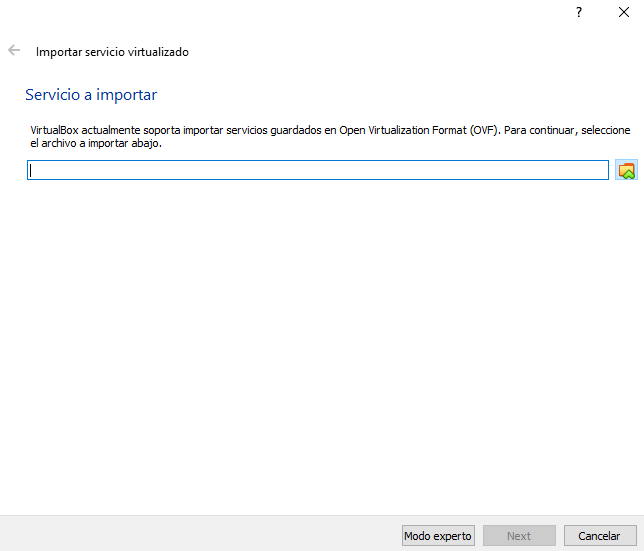 ?
Importar servicio virtualizado
Servicio a importar
VirtualBox actualmente soporta importar servicios guardados en Open Virtualization Format (OVF). Para continuar, seleccione
el archivo a importar abajo.
Modo experto
Next
Cancelar